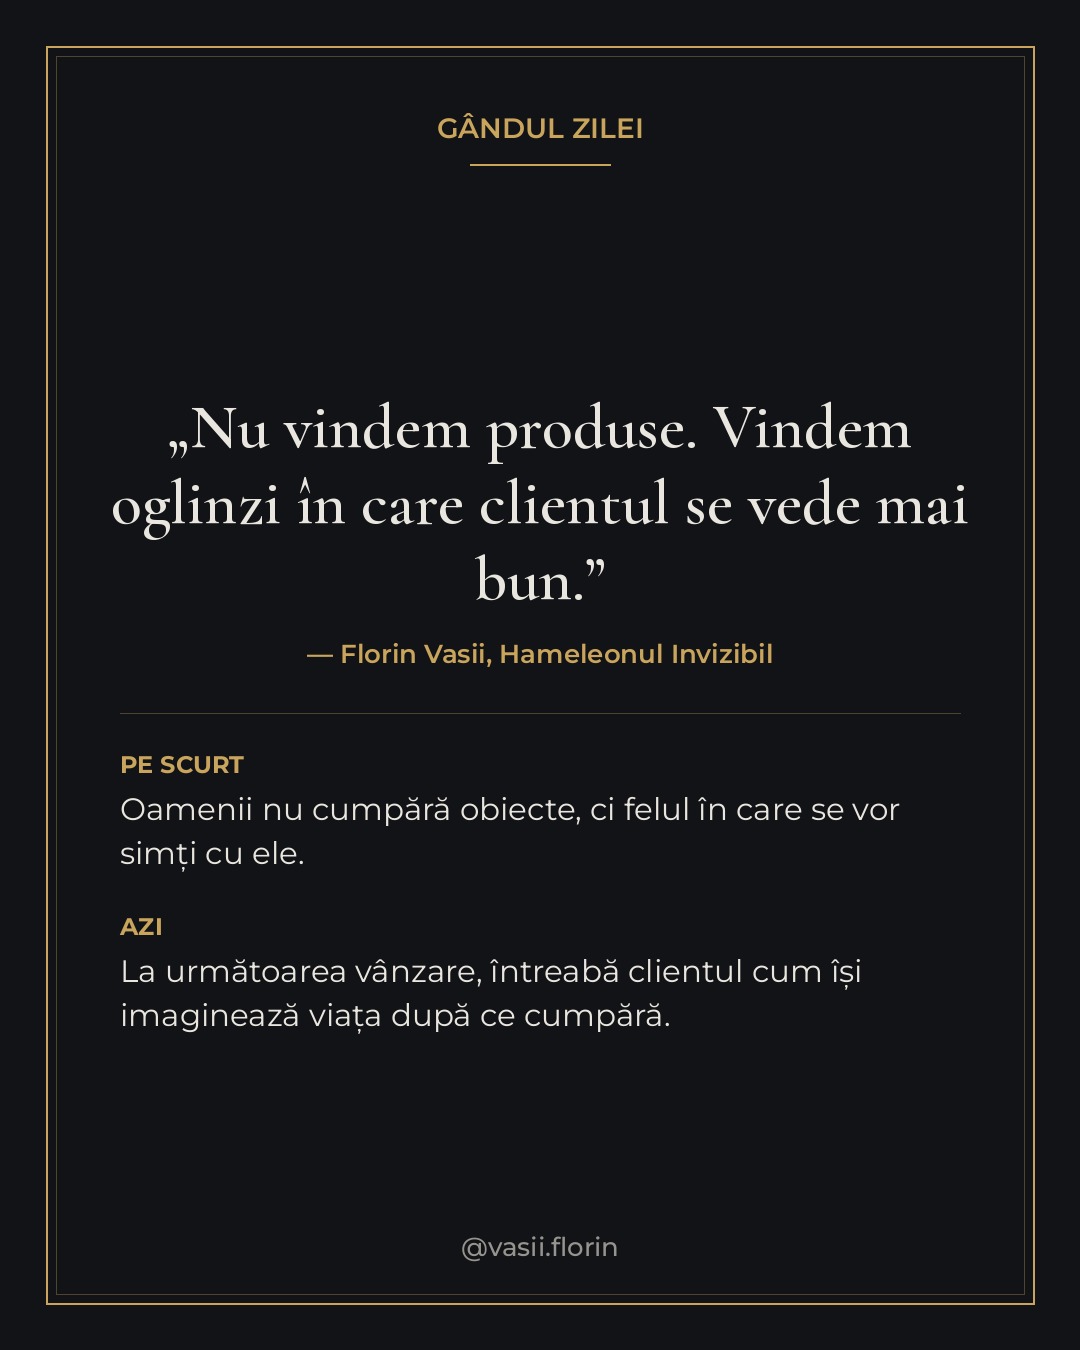 GÂNDUL ZILEI
„Nu vindem produse. Vindem
oglinzi în care clientul se vede mai
bun.”
— Florin Vasii, Hameleonul Invizibil
PE SCURT
Oamenii nu cumpără obiecte, ci felul în care se vor
simți cu ele.
AZI
La următoarea vânzare, întreabă clientul cum își
imaginează viața după ce cumpără.
@vasii.florin